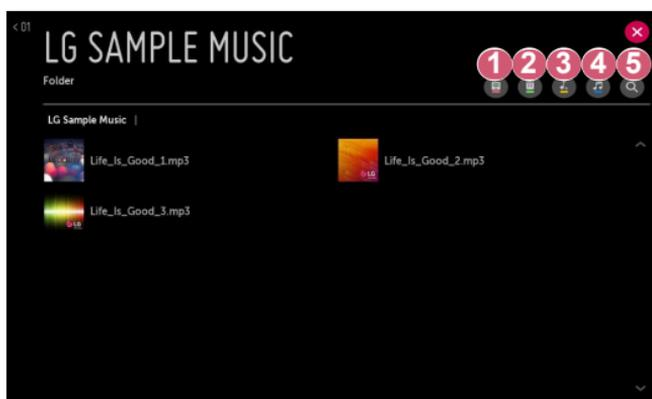 < 01
LG SAMPLE MUSIC
Folder
1 2 3 4 5
LG Sample Music |
Life_Is_Good_1.mp3
Life_Is_Good_2.mp3
Life_Is_Good_3.mp3